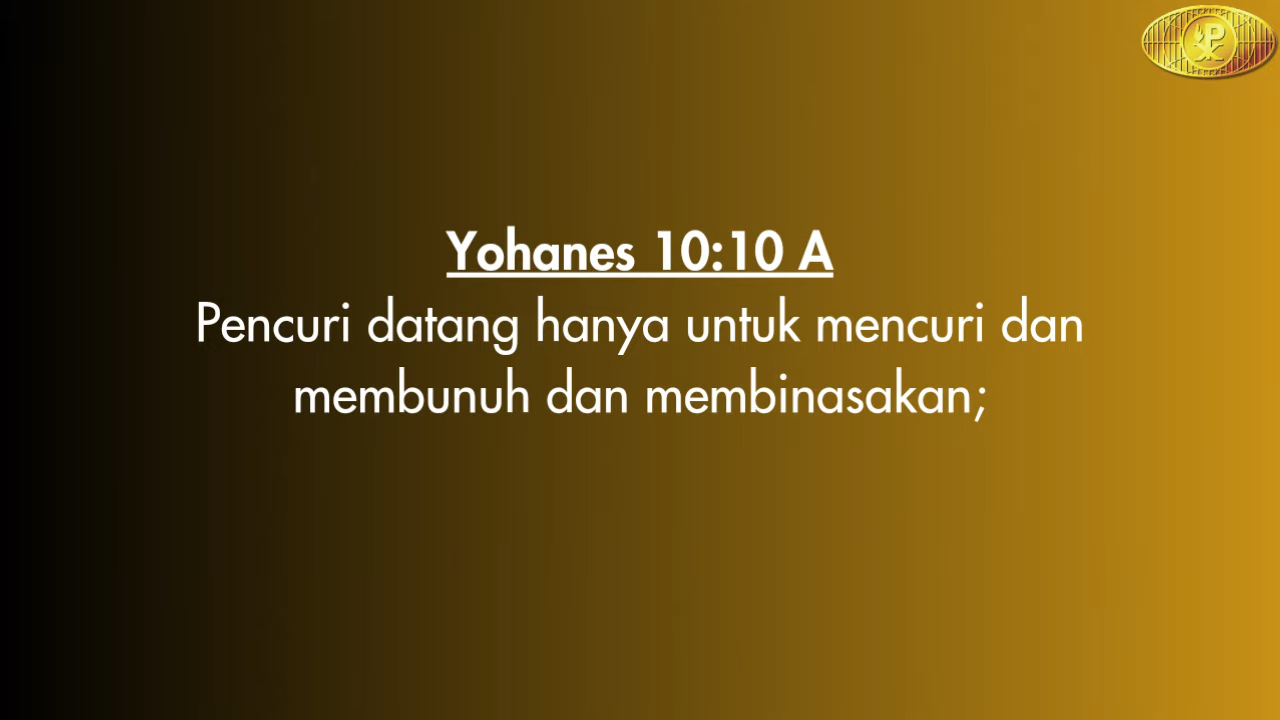 Yohanes 10:10 A
Pencuri datang hanya untuk mencuri dan
membunuh dan membinasakan;